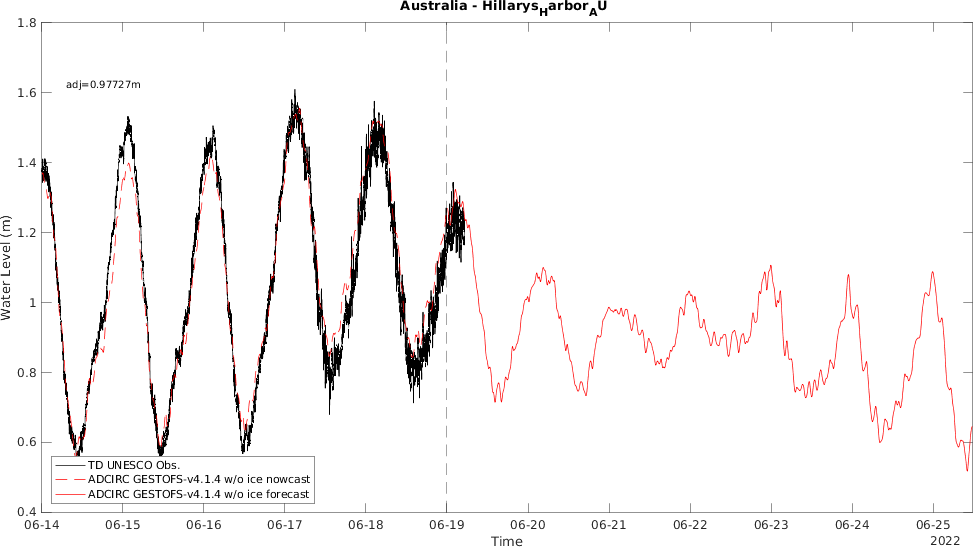 Australia - HillarysHarborAU
1.8
adj=0.97727m
1.6
1.4
1.2
1
0.8
0.6
0.4
Water Level (m)
TD UNESCO Obs.
ADCIRC GESTOFS-v4.1.4 w/o ice nowcast
ADCIRC GESTOFS-v4.1.4 w/o ice forecast
06-14 06-15 06-16 06-17 06-18 06-19 06-20 06-21 06-22 06-23 06-24 06-25
Time
2022